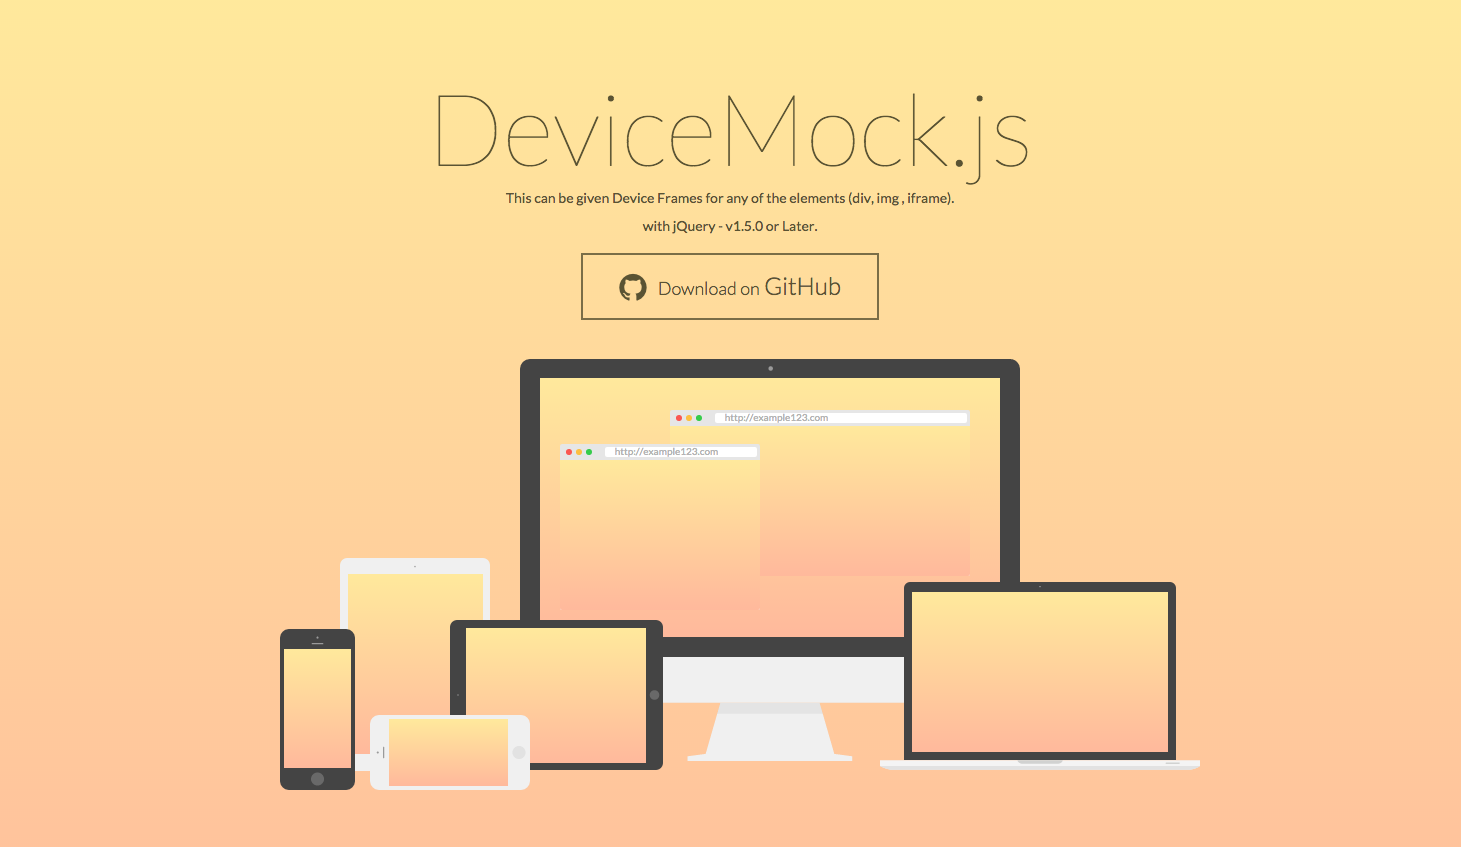 DeviceMock.js
This can be given Device Frames for any of the elements (div, img , iframe).
with jQuery - v1.5.0 or Later.
Download on GitHub
http://example123.com
http://example123.com